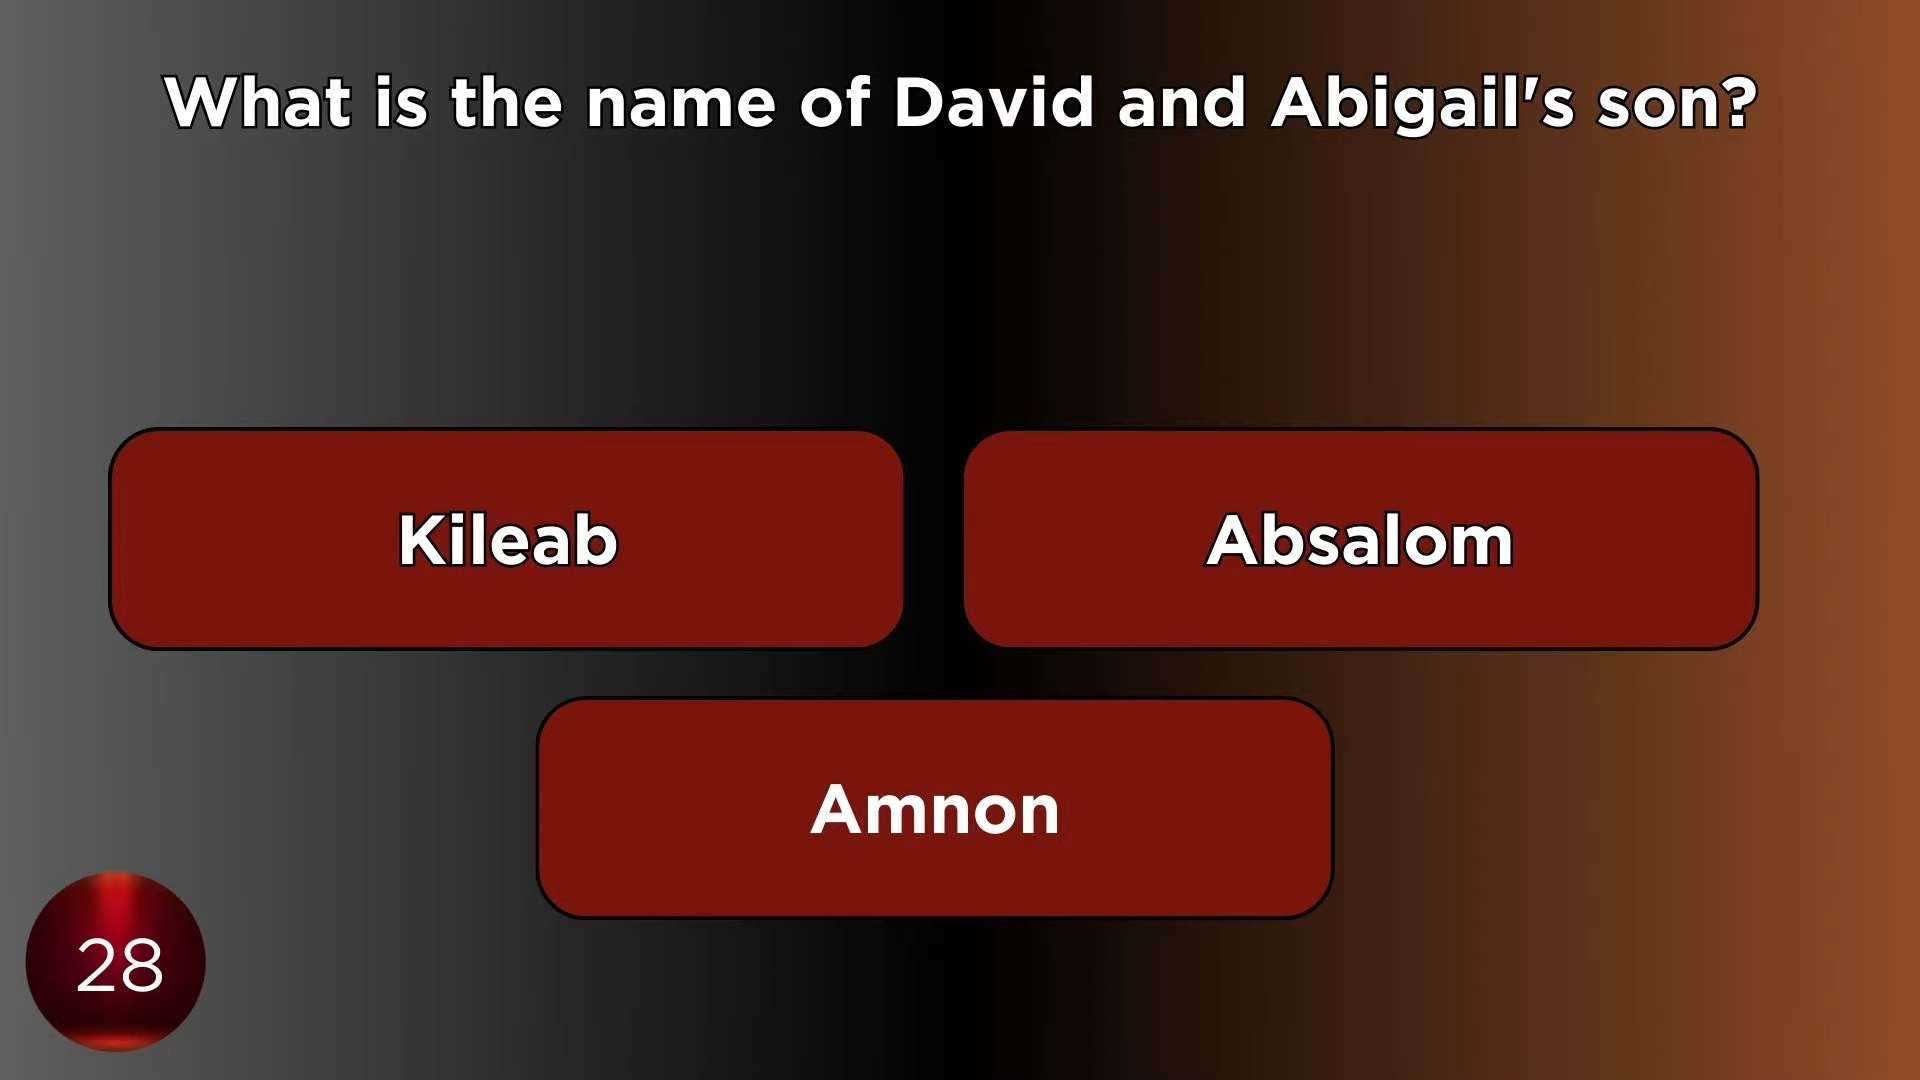 What is the name of David and Abigail's son?
Kileab
Absalom
Amnon
28